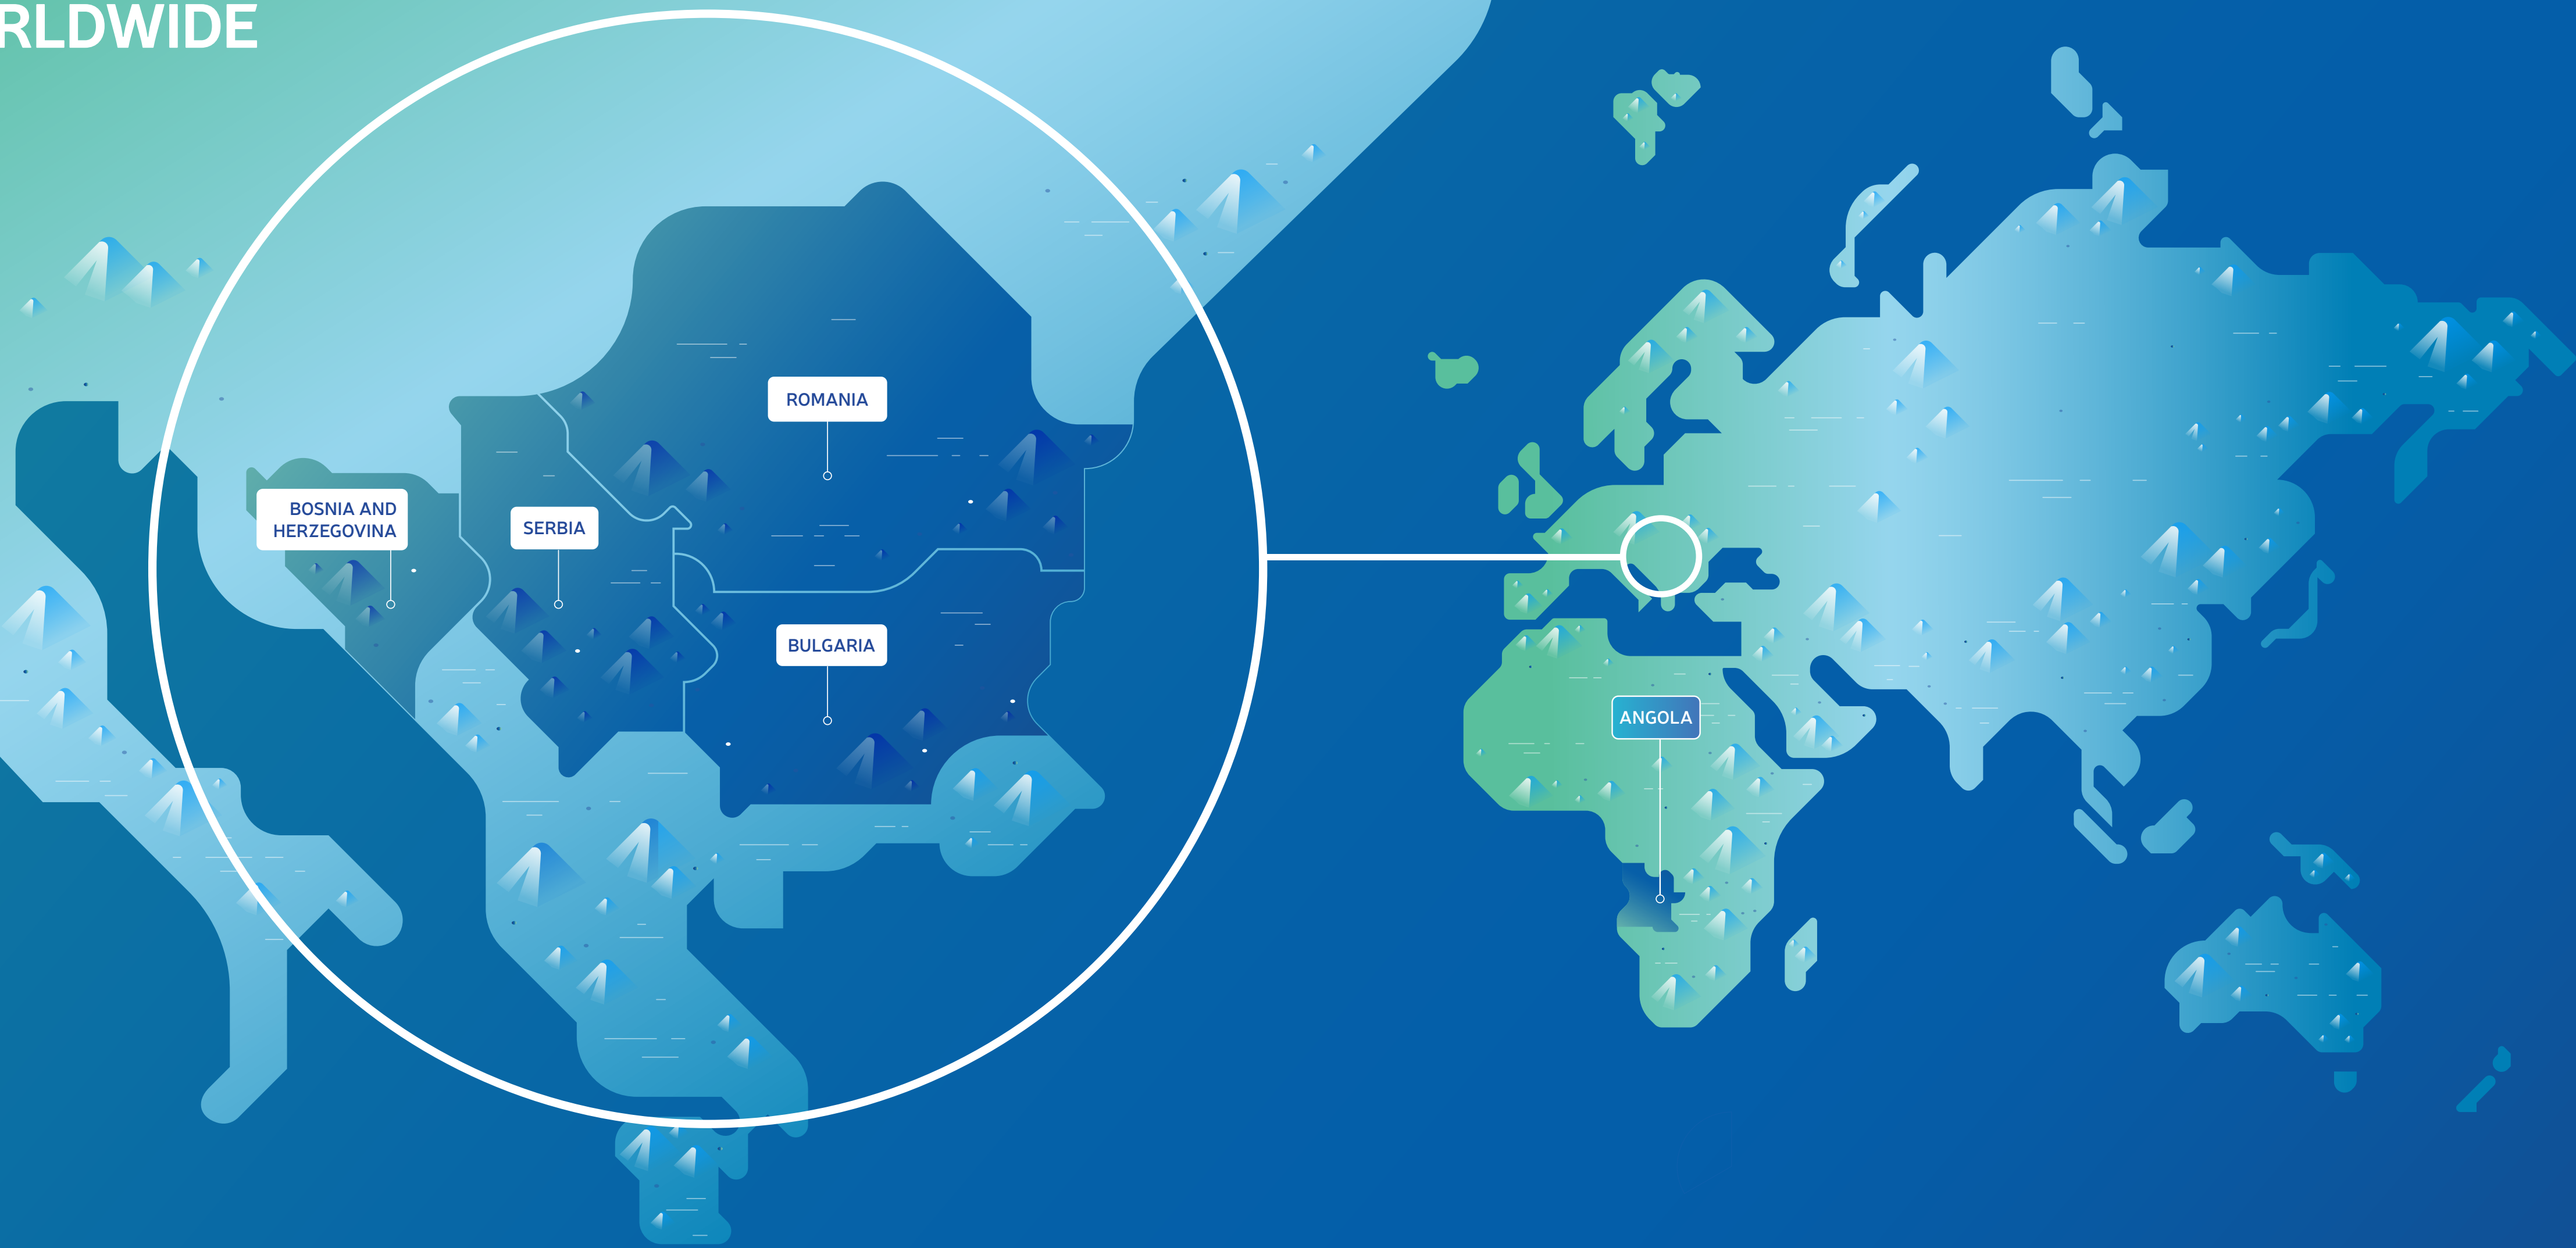 RLDWIDE
ROMANIA
BOSNIA AND
HERZEGOVINA
SERBIA
BULGARIA
ANGOLA